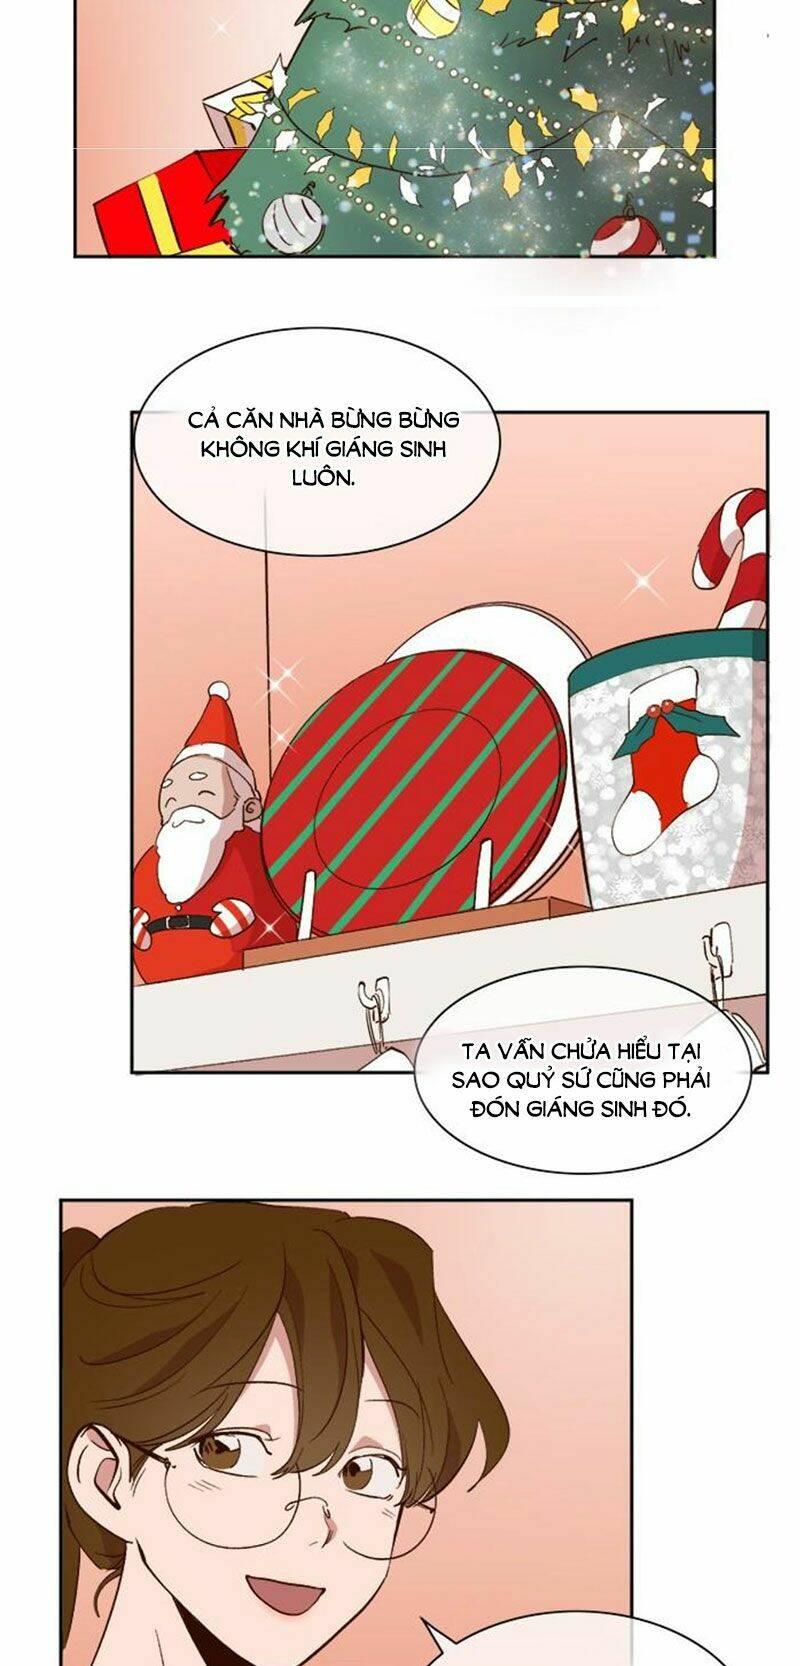 CẢ CĂN NHÀ BỪNG BỪNG
KHÔNG KHÍ GIÁNG SINH
LUÔN.
TA VẪN CHỬA HIỂU TẠI
SAO QUỶ SỨ CŨNG PHẢI
ĐÓN GIÁNG SINH ĐÓ.